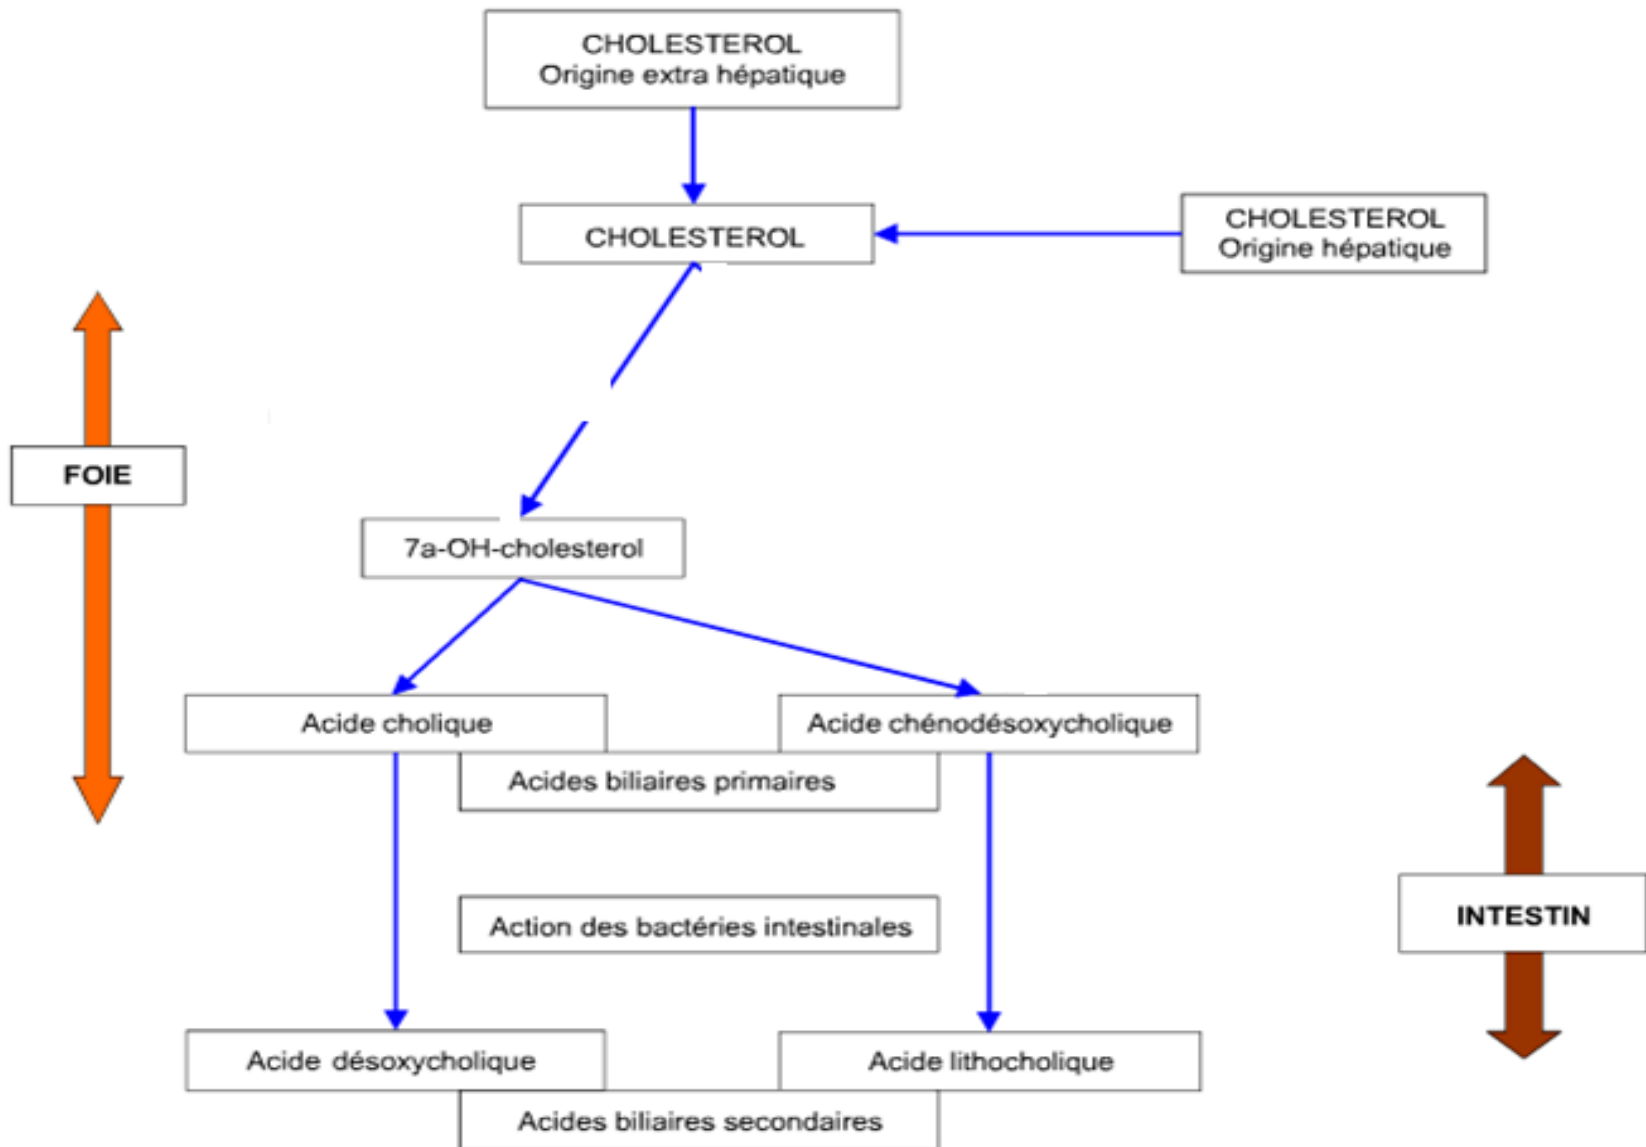 CHOLESTEROL
Origine extra hépatique
CHOLESTEROL
CHOLESTEROL
Origine hépatique
FOIE
7a-OH-cholesterol
Acide cholique
Acide chénodésoxycholique
Acides biliaires primaires
Action des bactéries intestinales
INTESTIN
Acide désoxycholique
Acide lithocholique
Acides biliaires secondaires